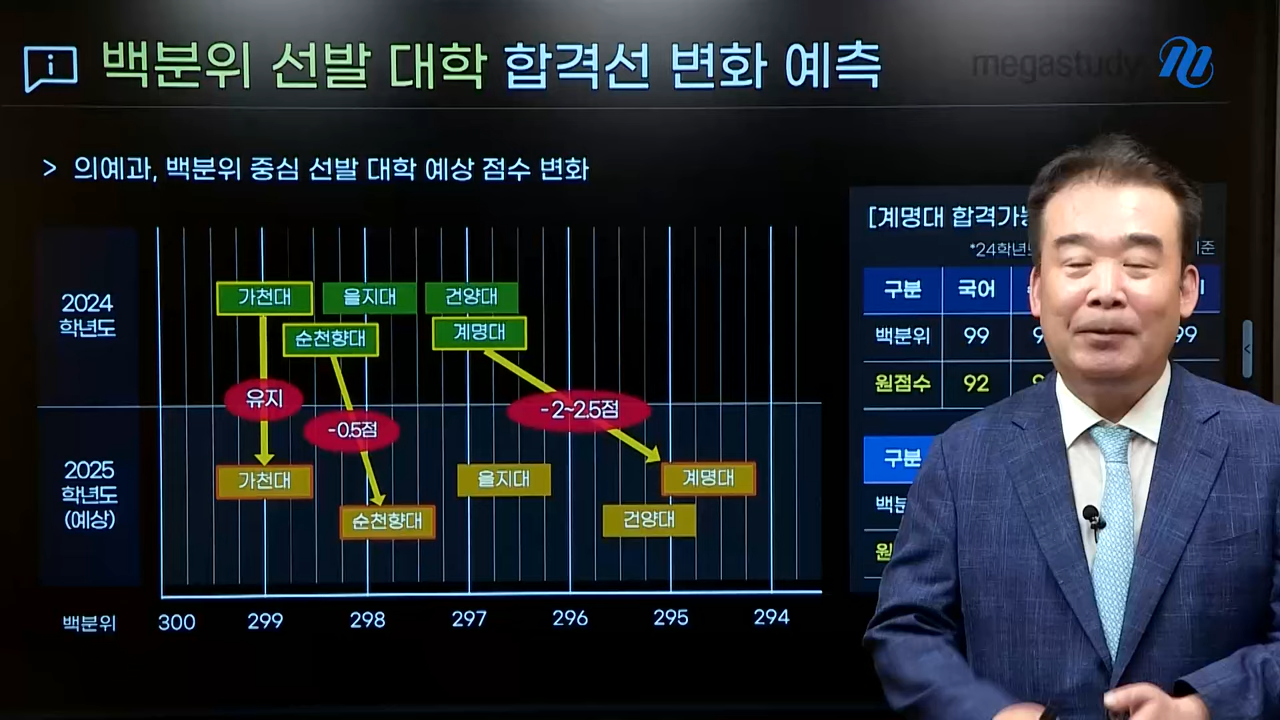 백분위 선발 대학 합격선 변화 예측
megastudy
> 의예과, 백분위 중심 선발 대학 예상 점수 변화
2024
학년도
가천대
을지대
건양대
순천향대
계명대
유지
-0.5점
-2~2.5점
2025
학년도
(예상)
가천대
을지대
계명대
순천향대
건양대
백분위
300
299
298
297
296
295
294
[계명대 합격가
*24학년
준
구분
국어
백분위
99
99
원점수
92
구분
백분
원